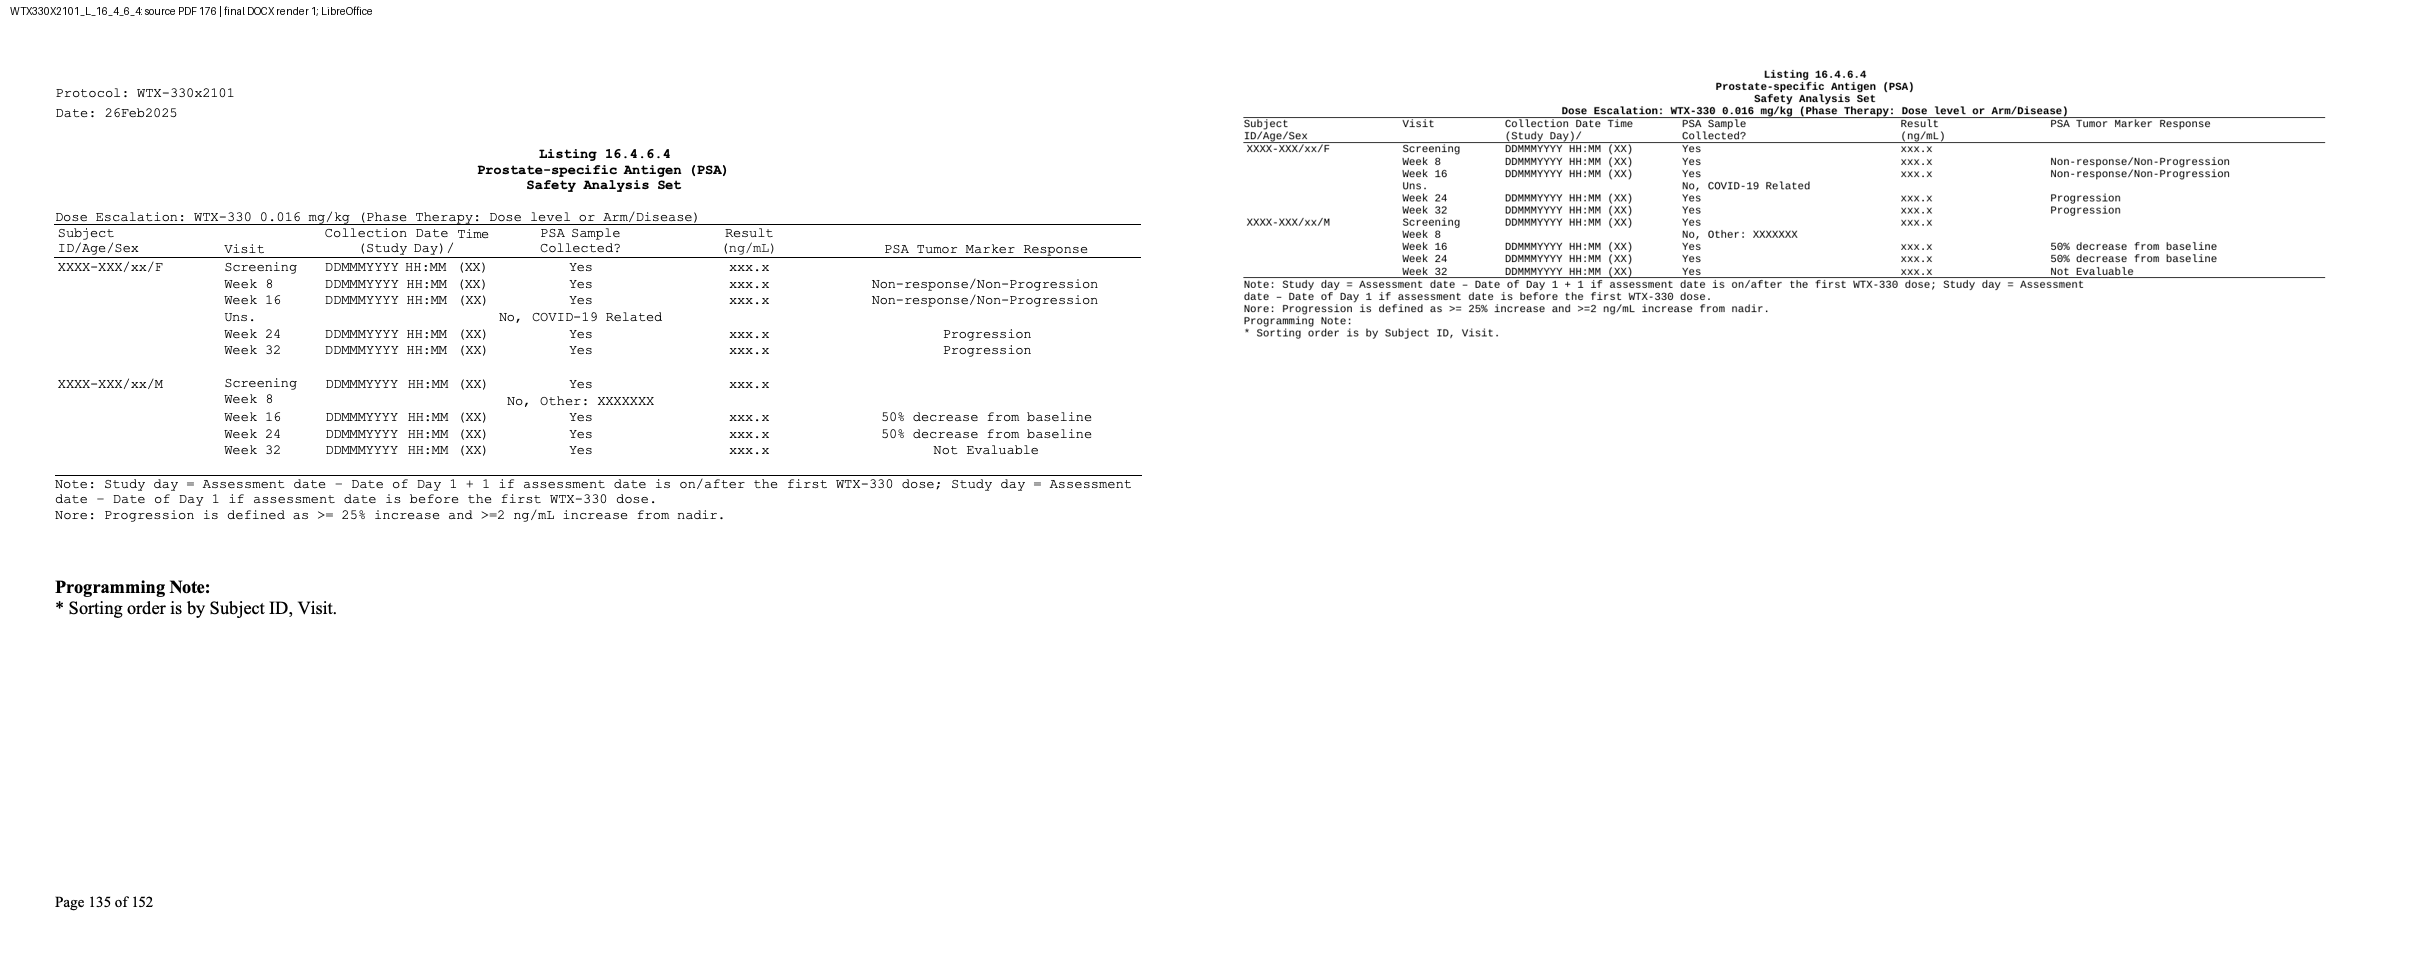 WTX330X2101_L_16_4_6_4: source PDF 176 | final DOCX render 1; LibreOffice
Protocol: WTX-330x2101
Date: 26Feb2025
Listing 16.4.6.4
Prostate-specific Antigen (PSA)
Safety Analysis Set
Dose Escalation: WTX-330 0.016 mg/kg (Phase Therapy: Dose level or Arm/Disease)
Subject Collection Date Time PSA Sample Result
ID/Age/Sex Visit (Study Day)/ Collected? (ng/mL) PSA Tumor Marker Response
XXXX-XXX/xx/F Screening DDMMMYYYY HH:MM (XX) Yes xxx.x
Week 8 DDMMMYYYY HH:MM (XX) Yes xxx.x Non-response/Non-Progression
Week 16 DDMMMYYYY HH:MM (XX) Yes xxx.x Non-response/Non-Progression
Uns. No, COVID-19 Related
Week 24 DDMMMYYYY HH:MM (XX) Yes xxx.x Progression
Week 32 DDMMMYYYY HH:MM (XX) Yes xxx.x Progression
XXXX-XXX/xx/M Screening DDMMMYYYY HH:MM (XX) Yes xxx.x
Week 8 No, Other: XXXXXXX
Week 16 DDMMMYYYY HH:MM (XX) Yes xxx.x 50% decrease from baseline
Week 24 DDMMMYYYY HH:MM (XX) Yes xxx.x 50% decrease from baseline
Week 32 DDMMMYYYY HH:MM (XX) Yes xxx.x Not Evaluable
Note: Study day = Assessment date – Date of Day 1 + 1 if assessment date is on/after the first WTX-330 dose; Study day = Assessment
date – Date of Day 1 if assessment date is before the first WTX-330 dose.
Nore: Progression is defined as >= 25% increase and >=2 ng/mL increase from nadir.
Programming Note:
* Sorting order is by Subject ID, Visit.
Page 135 of 152
Listing 16.4.6.4
Prostate-specific Antigen (PSA)
Safety Analysis Set
Dose Escalation: WTX-330 0.016 mg/kg (Phase Therapy: Dose level or Arm/Disease)
Subject Visit Collection Date Time PSA Sample Result PSA Tumor Marker Response
ID/Age/Sex (Study Day)/ Collected? (ng/mL)
XXXX-XXX/xx/F Screening DDMMMYYYY HH:MM (XX) Yes xxx.x
Week 8 DDMMMYYYY HH:MM (XX) Yes xxx.x Non-response/Non-Progression
Week 16 DDMMMYYYY HH:MM (XX) Yes xxx.x Non-response/Non-Progression
Uns. No, COVID-19 Related
Week 24 DDMMMYYYY HH:MM (XX) Yes xxx.x Progression
Week 32 DDMMMYYYY HH:MM (XX) Yes xxx.x Progression
XXXX-XXX/xx/M Screening DDMMMYYYY HH:MM (XX) Yes xxx.x
Week 8 No, Other: XXXXXXX
Week 16 DDMMMYYYY HH:MM (XX) Yes xxx.x 50% decrease from baseline
Week 24 DDMMMYYYY HH:MM (XX) Yes xxx.x 50% decrease from baseline
Week 32 DDMMMYYYY HH:MM (XX) Yes xxx.x Not Evaluable
Note: Study day = Assessment date – Date of Day 1 + 1 if assessment date is on/after the first WTX-330 dose; Study day = Assessment
date – Date of Day 1 if assessment date is before the first WTX-330 dose.
Nore: Progression is defined as >= 25% increase and >=2 ng/mL increase from nadir.
Programming Note:
* Sorting order is by Subject ID, Visit.